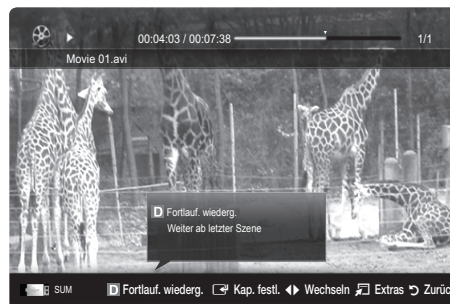 00:04:03 / 00:07:38 1/1
Movie 01.avi
D Fortlauf. wiederg.
Weiter ab letzter Szene
SUM D Fortlauf. wiederg. Kap. festl. Wechseln Extras Zurüc